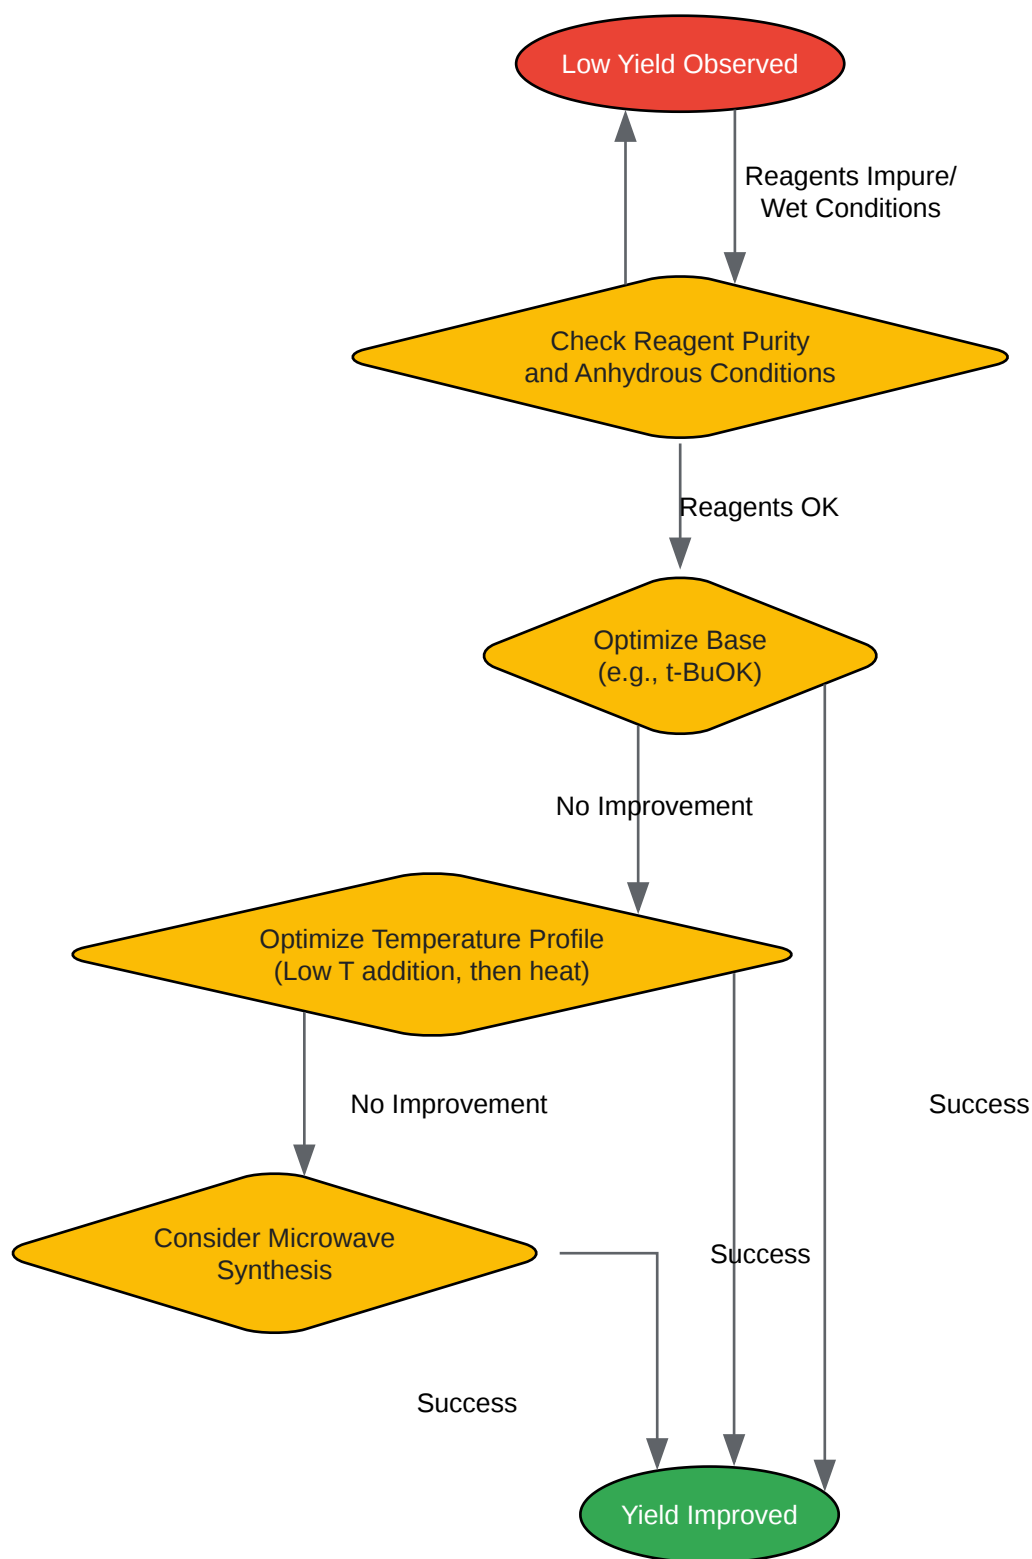 Low Yield Observed
Reagents Impure/
Wet Conditions
Check Reagent Purity
and Anhydrous Conditions
Reagents OK
Optimize Base
(e.g., t-BuOK)
No Improvement
Optimize Temperature Profile
(Low T addition, then heat)
No Improvement
Success
Consider Microwave
Synthesis
Success
Success
Yield Improved